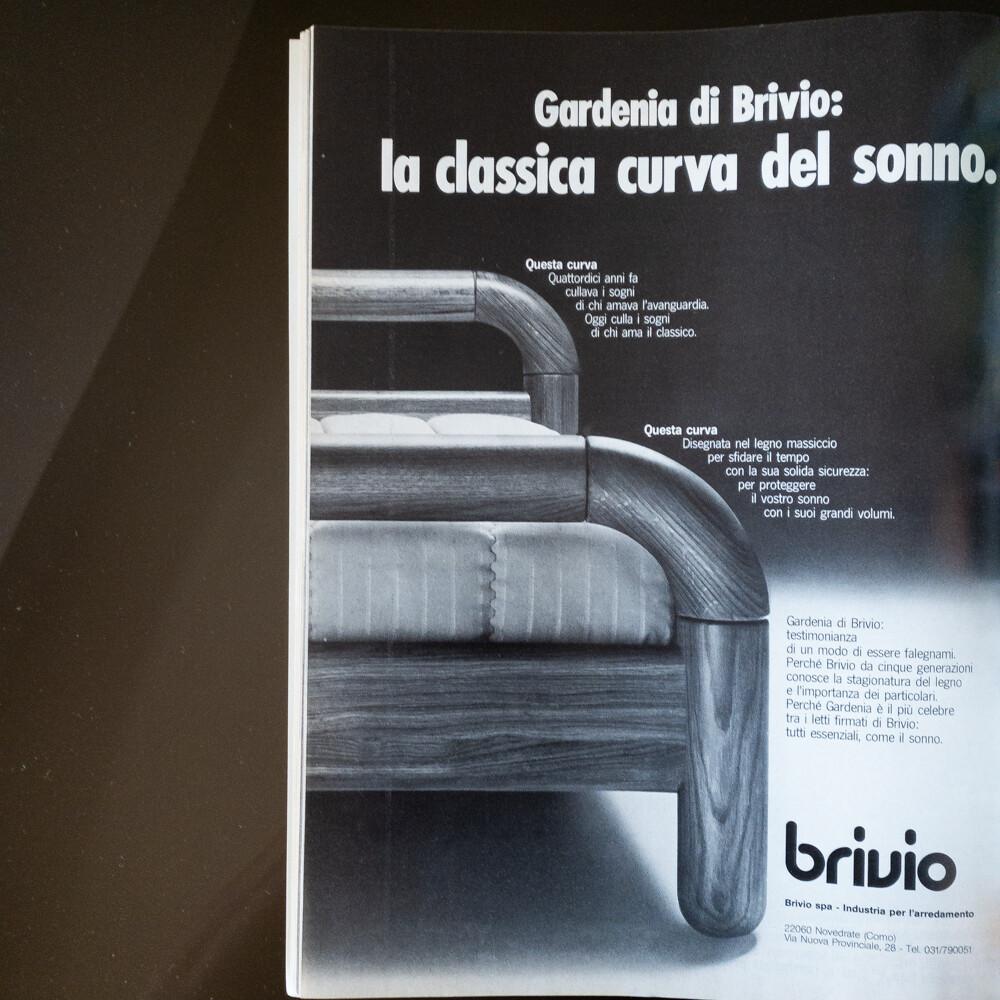 Gardenia di Brivio:
la classica curva del sonno.
Questa curva
Quattordici anni fa
cullava i sogni
di chi amava l'avanguardia.
Oggi culla i sogni
di chi ama il classico.
Questa curva
Disegnata nel legno massiccio
per sfidare il tempo
con la sua solida sicurezza:
per proteggere
il vostro sonno
con i suoi grandi volumi.
Gardenia di Brivio:
testimonianza
di un modo di essere falegnami.
Perché Brivio da cinque generazioni
conosce la stagionatura del legno
e l'importanza dei particolari.
Perché Gardenia è il più celebre
tra i letti firmati di Brivio:
tutti essenziali, come il sonno.
brivio
Brivio spa - Industria per l'arredamento
22060 Novedrate (Como)
Via Nuova Provinciale, 28 - Tel. 031/790051